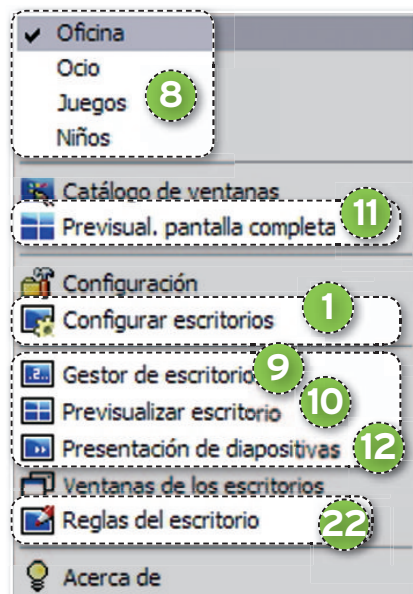 ✓ Oficina
Ocio
Juegos 8
Niños
Catálogo de ventanas
Previsual. pantalla completa 11
Configuración
Configurar escritorios 1
Gestor de escritorio 9
Previsualizar escritorio 10
Presentación de diapositivas 12
Ventanas de los escritorios
Reglas del escritorio 22
Acerca de